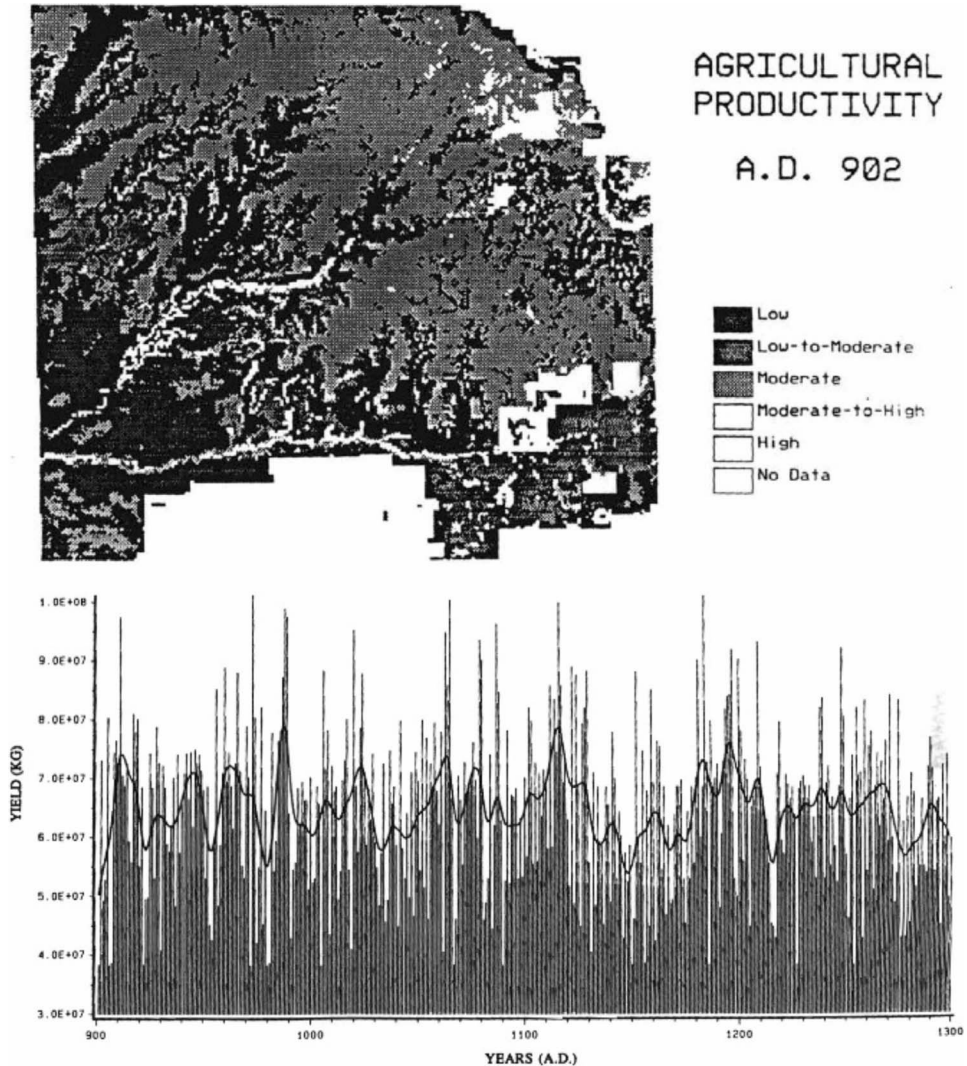 AGRICULTURAL
PRODUCTIVITY
A.D. 902
Low
Low-to-Moderate
Moderate
Moderate-to-High
High
No Data
1.0E+08
9.0E+07
8.0E+07
7.0E+07
6.0E+07
5.0E+07
4.0E+07
3.0E+07
YIELD (KG)
900
1000
1100
1200
1300
YEARS (A.D.)